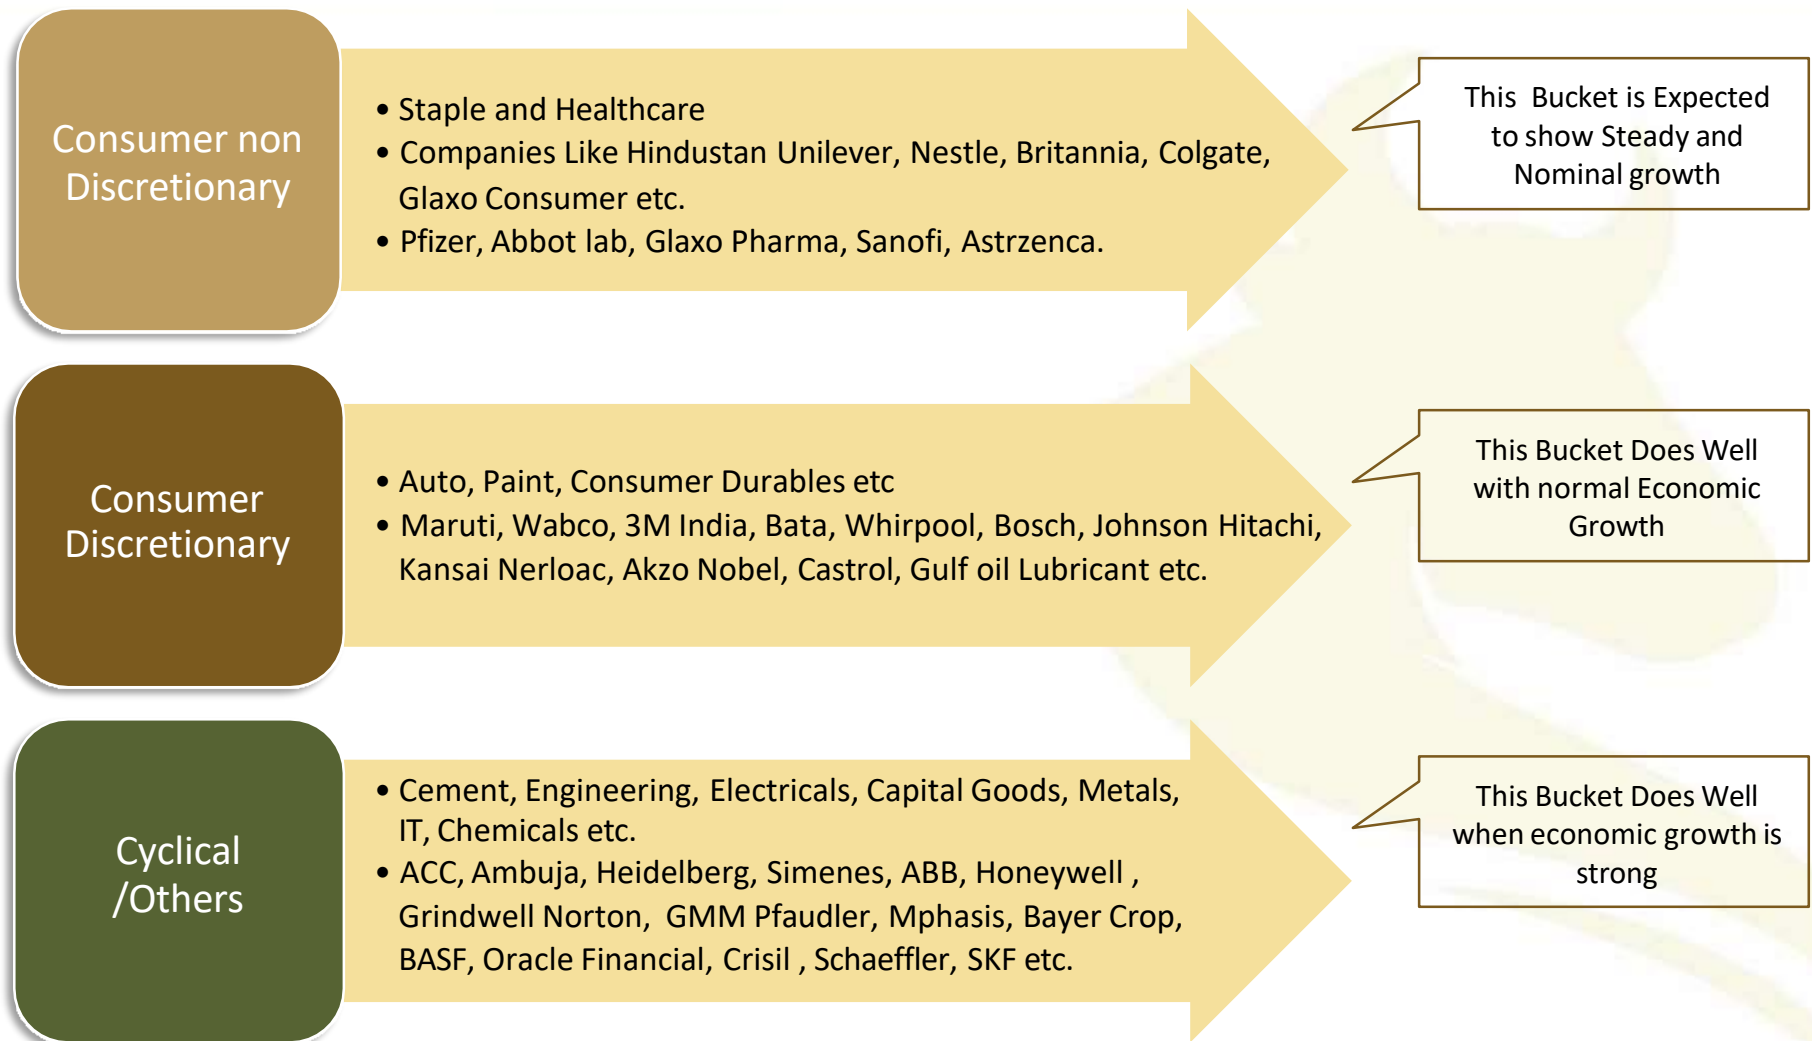 Consumer non
Discretionary
• Staple and Healthcare
• Companies Like Hindustan Unilever, Nestle, Britannia, Colgate,
Glaxo Consumer etc.
• Pfizer, Abbot lab, Glaxo Pharma, Sanofi, Astrzenca.
This Bucket is Expected
to show Steady and
Nominal growth
Consumer
Discretionary
• Auto, Paint, Consumer Durables etc
• Maruti, Wabco, 3M India, Bata, Whirpool, Bosch, Johnson Hitachi,
Kansai Nerloac, Akzo Nobel, Castrol, Gulf oil Lubricant etc.
This Bucket Does Well
with normal Economic
Growth
Cyclical
/Others
• Cement, Engineering, Electricals, Capital Goods, Metals,
IT, Chemicals etc.
• ACC, Ambuja, Heidelberg, Simenes, ABB, Honeywell ,
Grindwell Norton, GMM Pfaudler, Mphasis, Bayer Crop,
BASF, Oracle Financial, Crisil , Schaeffler, SKF etc.
This Bucket Does Well
when economic growth is
strong